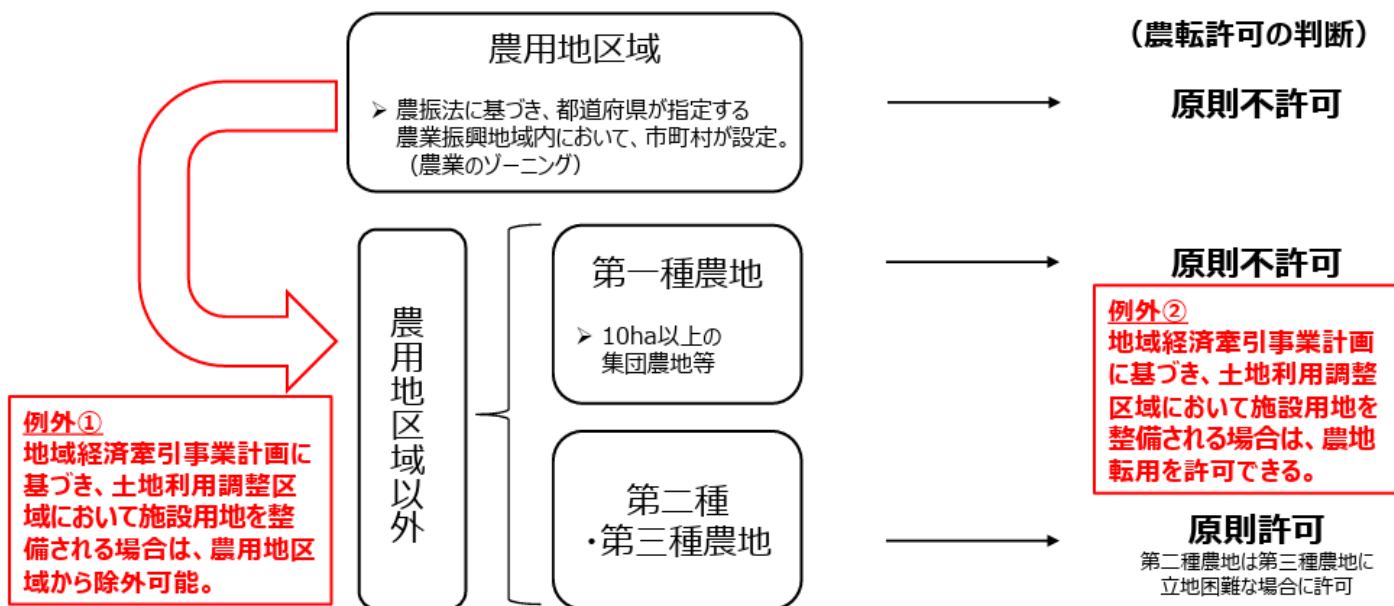 農用地区域
➢ 農振法に基づき、都道府県が指定する
農業振興地域内において、市町村が設定。
(農業のゾーニング)
(農転許可の判断)
原則不許可
農用地区域以外
第一種農地
➢ 10ha以上の
集団農地等
原則不許可
例外①
地域経済牽引事業計画に
基づき、土地利用調整区
域において施設用地を整
備される場合は、農用地区
域から除外可能。
例外②
地域経済牽引事業計画
に基づき、土地利用調整
区域において施設用地を
整備される場合は、農地
転用を許可できる。
第二種
・第三種農地
原則許可
第二種農地は第三種農地に
立地困難な場合に許可